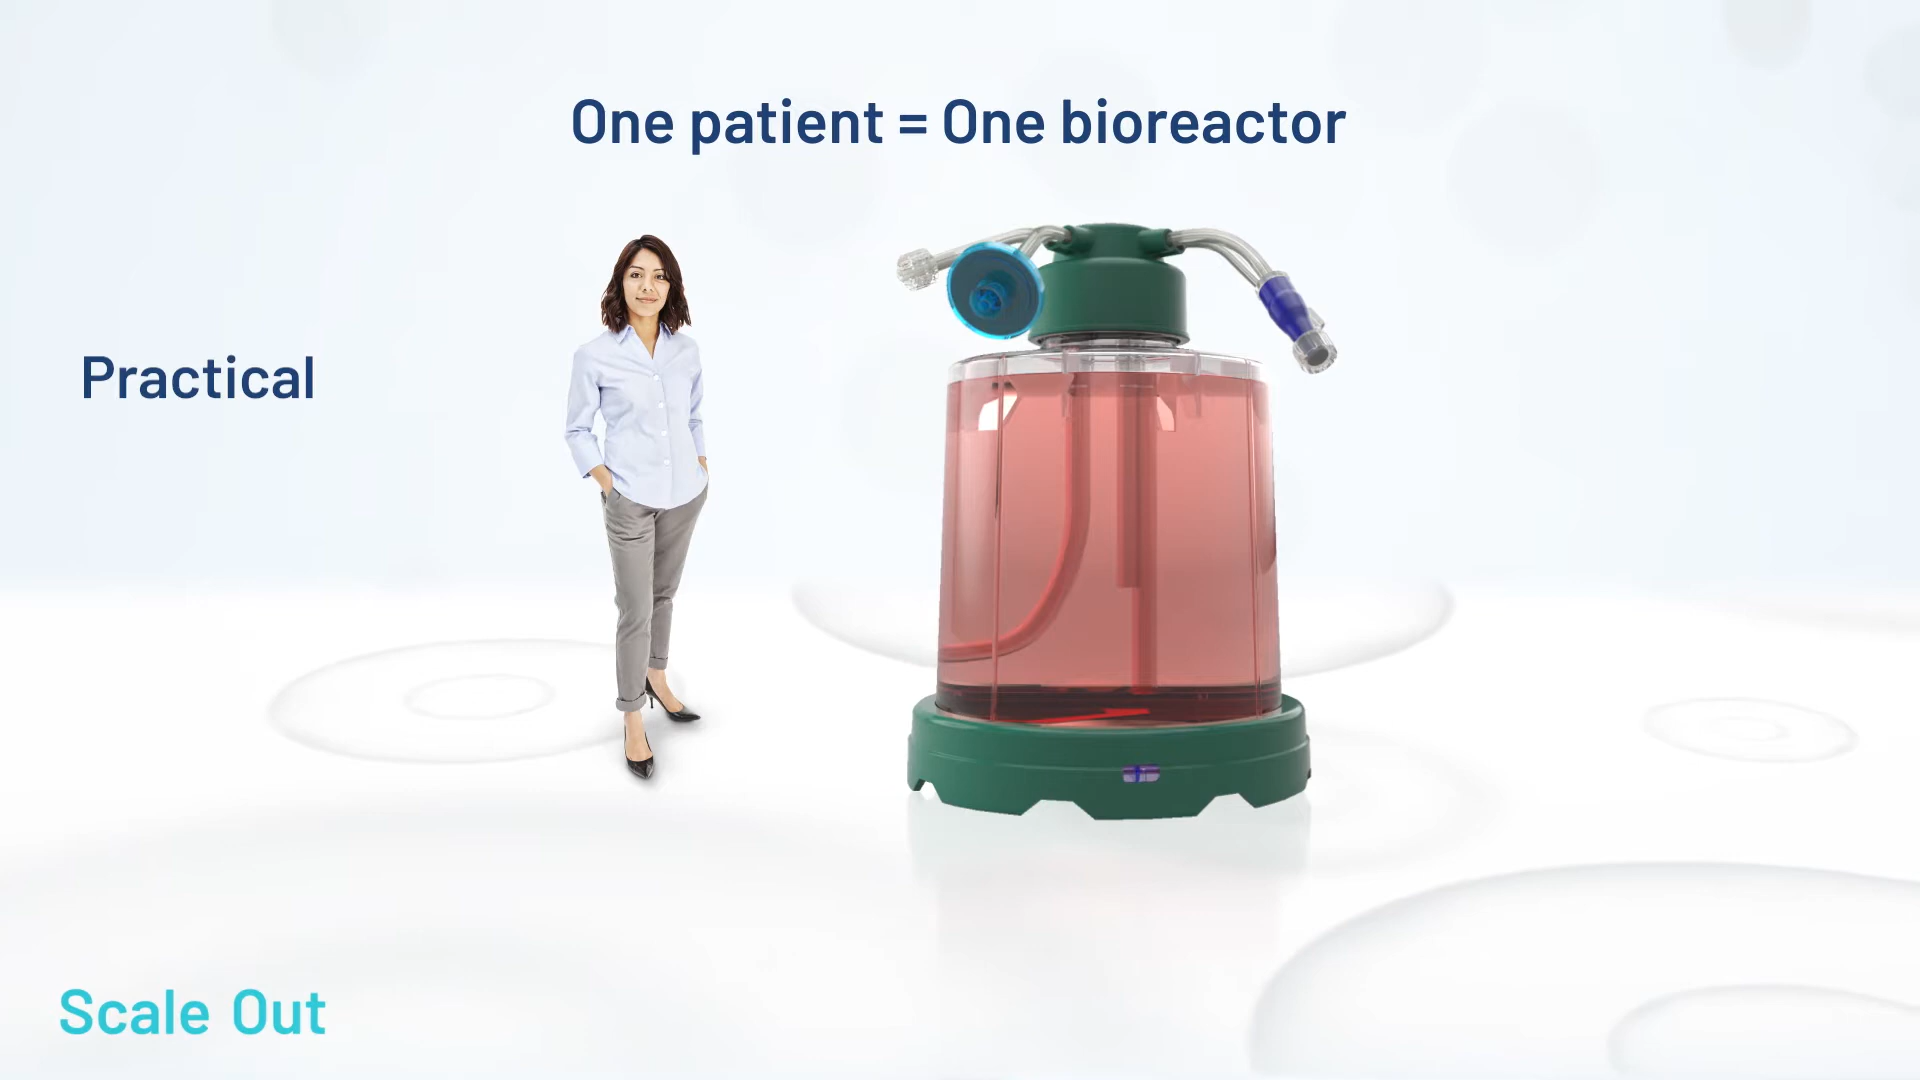 One patient = One bioreactor
Practical
Scale Out